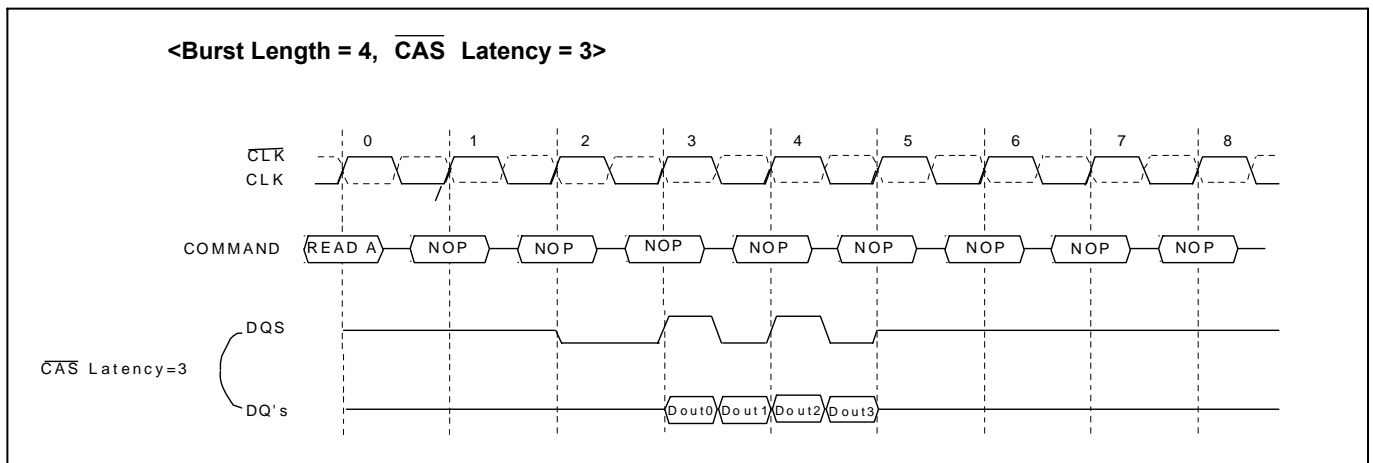 <Burst Length = 4, CAS Latency = 3>
0 1 2 3 4 5 6 7 8
CLK
CLK
COMMAND READ A NOP NOP NOP NOP NOP NOP NOP NOP
DQS
CAS Latency=3
DQ's Dout0 Dout1 Dout2 Dout3